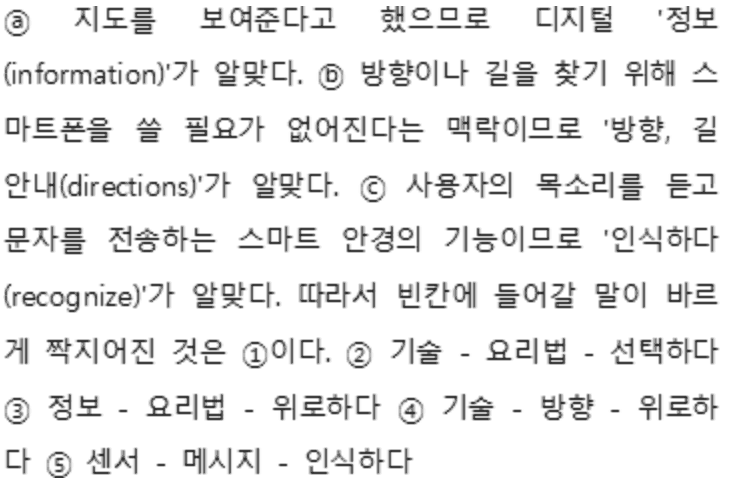 ⓐ 지도를 보여준다고 했으므로 디지털 '정보
(information)'가 알맞다. ⓑ 방향이나 길을 찾기 위해 스
마트폰을 쓸 필요가 없어진다는 맥락이므로 '방향, 길
안내(directions)'가 알맞다. ⓒ 사용자의 목소리를 듣고
문자를 전송하는 스마트 안경의 기능이므로 '인식하다
(recognize)'가 알맞다. 따라서 빈칸에 들어갈 말이 바르
게 짝지어진 것은 ①이다. ② 기술 - 요리법 - 선택하다
③ 정보 - 요리법 - 위로하다 ④ 기술 - 방향 - 위로하
다 ⑤ 센서 - 메시지 - 인식하다